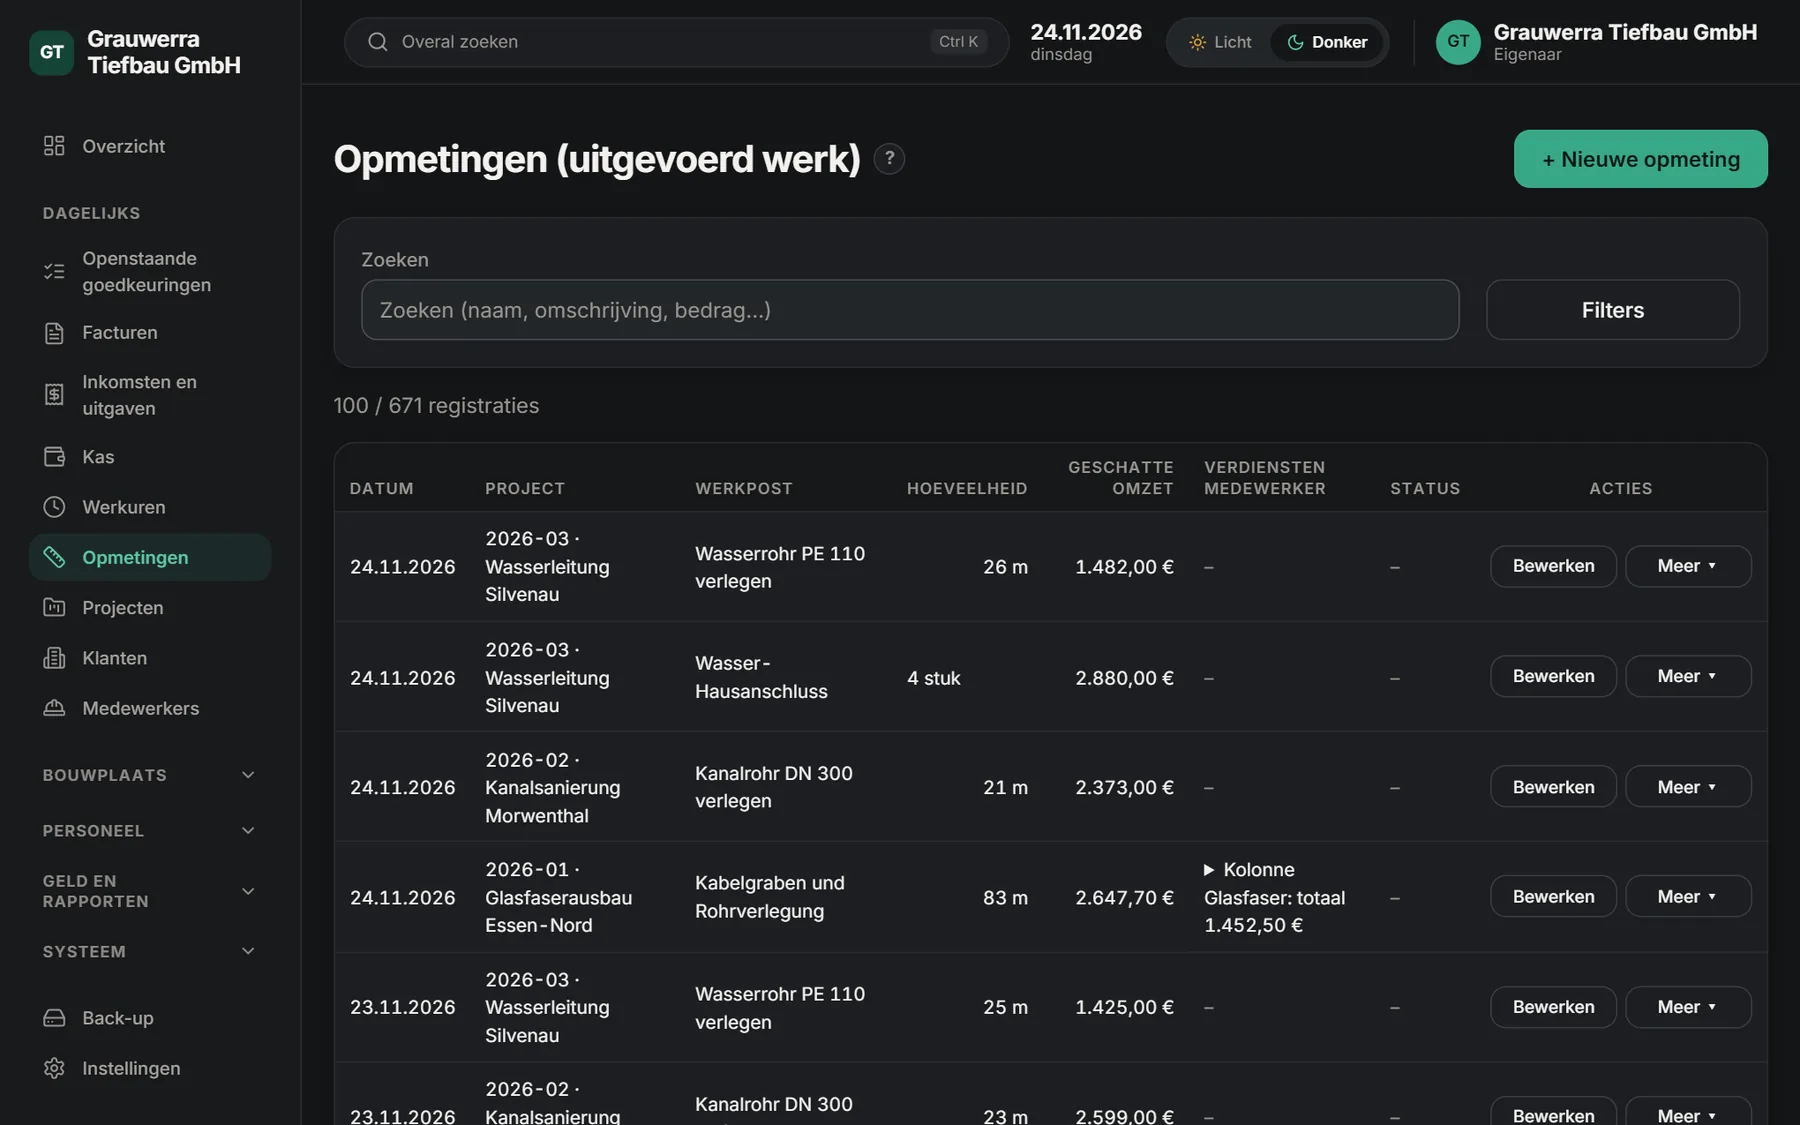 GT
Grauwerra
Tiefbau GmbH
Overzicht
DAGELIJKS
Openstaande
goedkeuringen
Facturen
Inkomsten en
uitgaven
Kas
Werkuren
Opmetingen
Projecten
Klanten
Medewerkers
BOUWPLAATS
PERSONEEL
GELD EN
RAPPORTEN
SYSTEEM
Back-up
Instellingen
Overal zoeken
Ctrl K
24.11.2026
dinsdag
Licht
Donker
GT
Grauwerra Tiefbau GmbH
Eigenaar
Opmetingen (uitgevoerd werk)
?
+ Nieuwe opmeting
Zoeken
Zoeken (naam, omschrijving, bedrag...)
Filters
100 / 671 registraties
DATUM
PROJECT
WERKPOST
HOEVEELHEID
GESCHATTE
OMZET
VERDIENSTEN
MEDEWERKER
STATUS
ACTIES
24.11.2026
2026-03 ·
Wasserleitung
Silvenau
Wasserrohr PE 110
verlegen
26 m
1.482,00 €
–
–
Bewerken
Meer ▾
24.11.2026
2026-03 ·
Wasserleitung
Silvenau
Wasser-
Hausanschluss
4 stuk
2.880,00 €
–
–
Bewerken
Meer ▾
24.11.2026
2026-02 ·
Kanalsanierung
Morwenthal
Kanalrohr DN 300
verlegen
21 m
2.373,00 €
–
–
Bewerken
Meer ▾
24.11.2026
2026-01 ·
Glasfaserausbau
Essen-Nord
Kabelgraben und
Rohrverlegung
83 m
2.647,70 €
▶ Kolonne
Glasfaser: totaal
1.452,50 €
–
Bewerken
Meer ▾
23.11.2026
2026-03 ·
Wasserleitung
Silvenau
Wasserrohr PE 110
verlegen
25 m
1.425,00 €
–
–
Bewerken
Meer ▾
23.11.2026
2026-02 ·
Kanalsanierung
Kanalrohr DN 300
23 m
2.599,00 €
–
–
Bewerken
Meer ▾